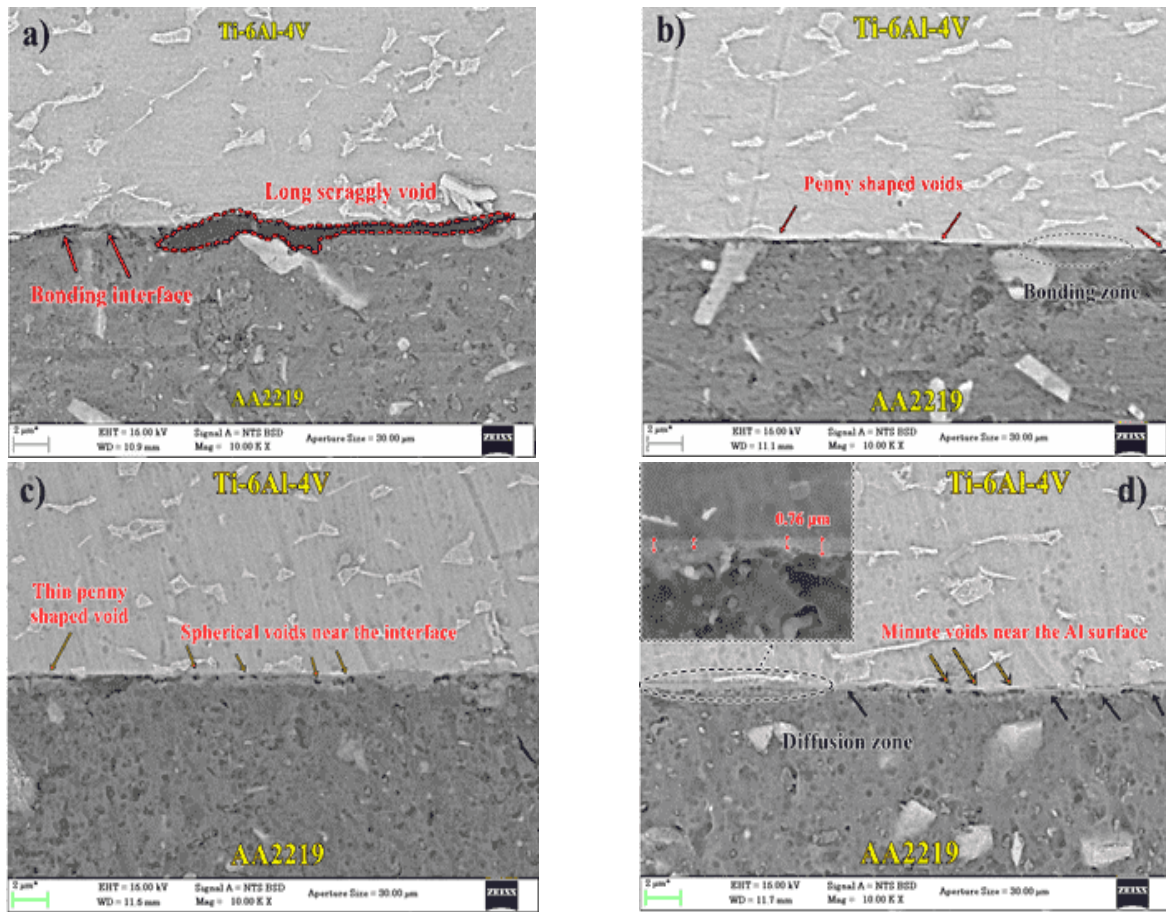 a)
Ti-6Al-4V
Long scraggly void
Bonding interface
AA2219
2 µm*
EHT = 15.00 kV
WD = 10.9 mm
Signal A = NTS BSD
Mag = 10.00 K X
Aperture Size = 30.00 µm
ZEISS
b)
Ti-6Al-4V
Penny shaped voids
Bonding zone
AA2219
2 µm*
EHT = 15.00 kV
WD = 11.1 mm
Signal A = NTS BSD
Mag = 10.00 K X
Aperture Size = 30.00 µm
ZEISS
c)
Ti-6Al-4V
Thin penny
shaped void
Spherical voids near the interface
AA2219
2 µm*
EHT = 15.00 kV
WD = 11.5 mm
Signal A = NTS BSD
Mag = 10.00 K X
Aperture Size = 30.00 µm
ZEISS
d)
Ti-6Al-4V
0.76 µm
Minute voids near the Al surface
Diffusion zone
AA2219
2 µm*
EHT = 15.00 kV
WD = 11.7 mm
Signal A = NTS BSD
Mag = 10.00 K X
Aperture Size = 30.00 µm
ZEISS